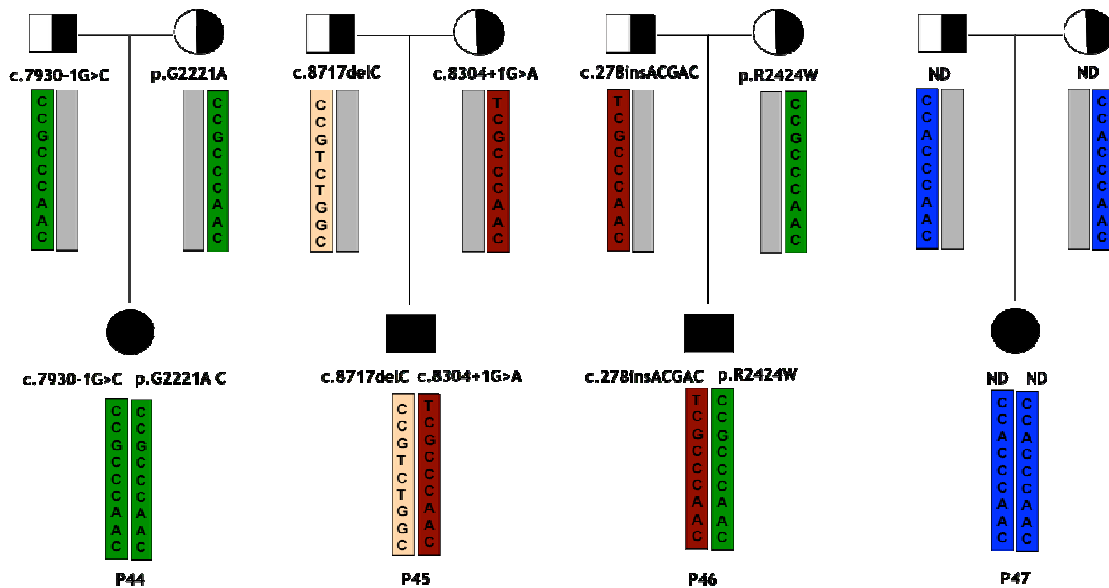 c.7930-1G>C p.G2221A
c.8717delC c.8304+1G>A
c.278insACGAC p.R2424W
ND ND
CCGCCCAAC
CCGCCCAAC
CCGTCTGGC
TCGCCCAAC
TCGCCCAAC
CCGCCCAAC
CCACCCAAC
CCACCCAAC
c.7930-1G>C p.G2221A C
c.8717delC c.8304+1G>A
c.278insACGAC p.R2424W
ND ND
CCGCCCAAC
CCGCCCAAC
CCGTCTGGC
TCGCCCAAC
TCGCCCAAC
CCGCCCAAC
CCACCCAAC
CCACCCAAC
P44
P45
P46
P47